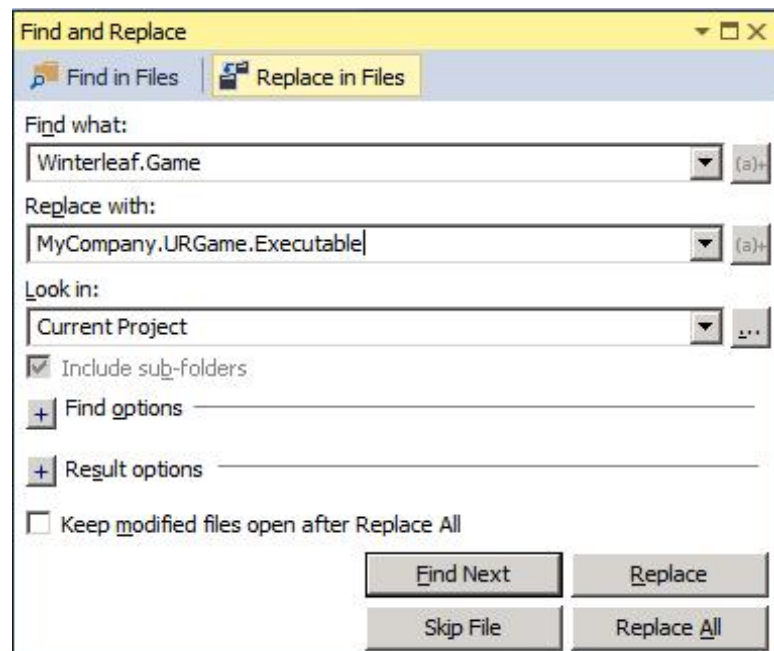 Find and Replace
Find in Files Replace in Files
Find what:
Winterleaf.Game
(a)+
Replace with:
MyCompany.URGame.Executable
(a)+
Look in:
Current Project
...
Include sub-folders
+ Find options
+ Result options
Keep modified files open after Replace All
Find Next Replace
Skip File Replace All